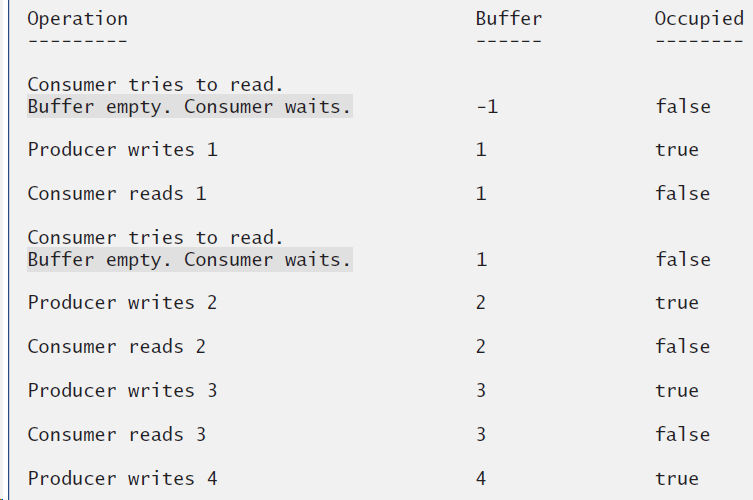 Operation Buffer Occupied
--------- ------ --------
Consumer tries to read.
Buffer empty. Consumer waits. -1 false
Producer writes 1 1 true
Consumer reads 1 1 false
Consumer tries to read.
Buffer empty. Consumer waits. 1 false
Producer writes 2 2 true
Consumer reads 2 2 false
Producer writes 3 3 true
Consumer reads 3 3 false
Producer writes 4 4 true